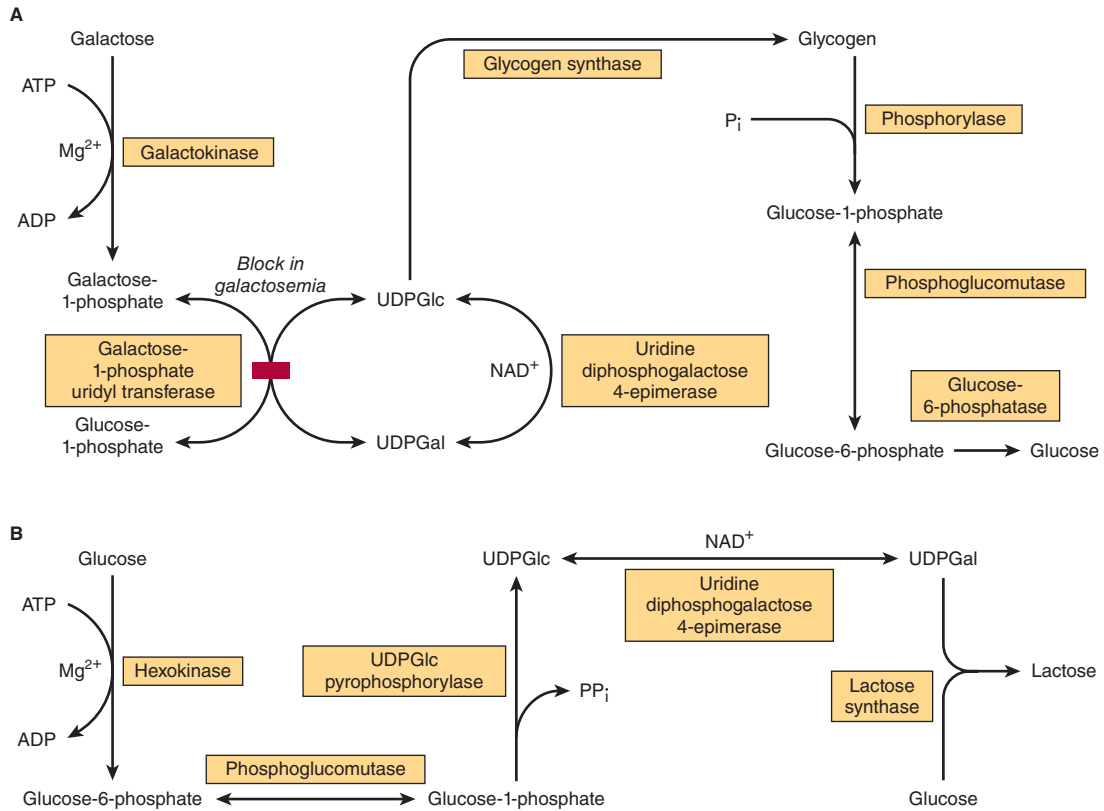 A
Galactose
ATP
Mg2+
ADP
Galactokinase
Galactose-
1-phosphate
Block in
galactosemia
Galactose-
1-phosphate
uridyl transferase
Glucose-
1-phosphate
UDPGlc
NAD+
UDPGal
Uridine
diphosphogalactose
4-epimerase
Glycogen synthase
Glycogen
Pi
Phosphorylase
Glucose-1-phosphate
Phosphoglucomutase
Glucose-
6-phosphatase
Glucose-6-phosphate
Glucose
B
Glucose
ATP
Mg2+
ADP
Hexokinase
Glucose-6-phosphate
Phosphoglucomutase
Glucose-1-phosphate
UDPGlc
pyrophosphorylase
PPi
UDPGlc
NAD+
Uridine
diphosphogalactose
4-epimerase
UDPGal
Lactose
synthase
Lactose
Glucose